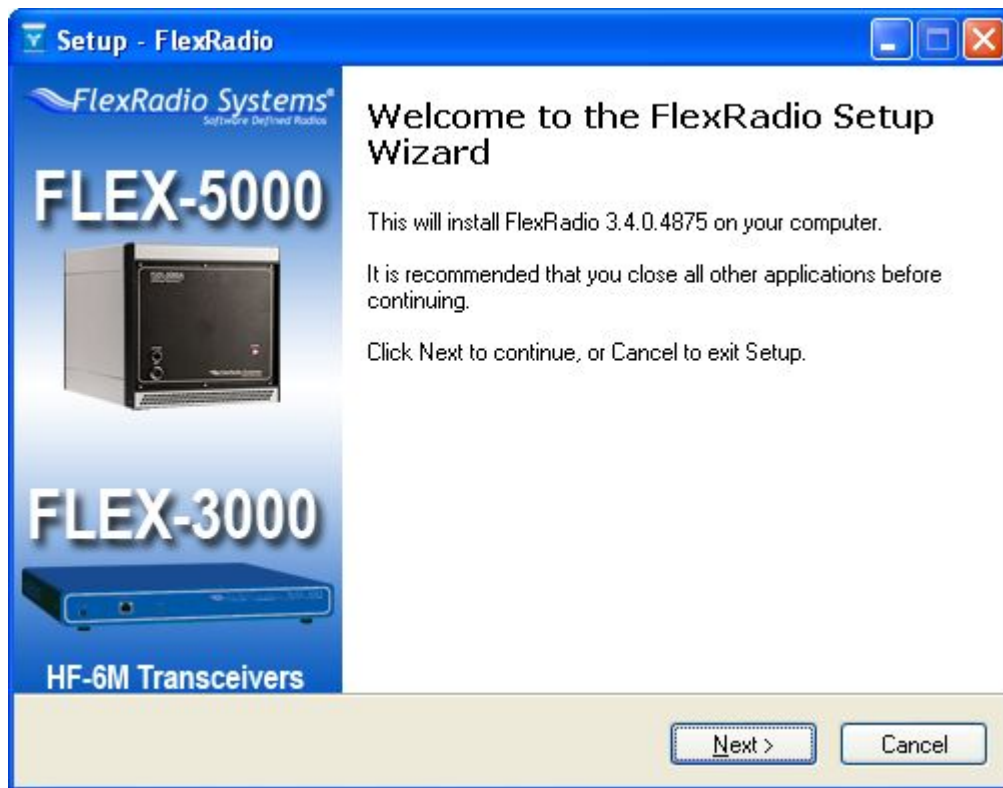 Setup - FlexRadio
FlexRadio Systems®
Software Defined Radios
FLEX-5000
FLEX-3000
HF-6M Transceivers
Welcome to the FlexRadio Setup
Wizard
This will install FlexRadio 3.4.0.4875 on your computer.
It is recommended that you close all other applications before
continuing.
Click Next to continue, or Cancel to exit Setup.
Next >
Cancel